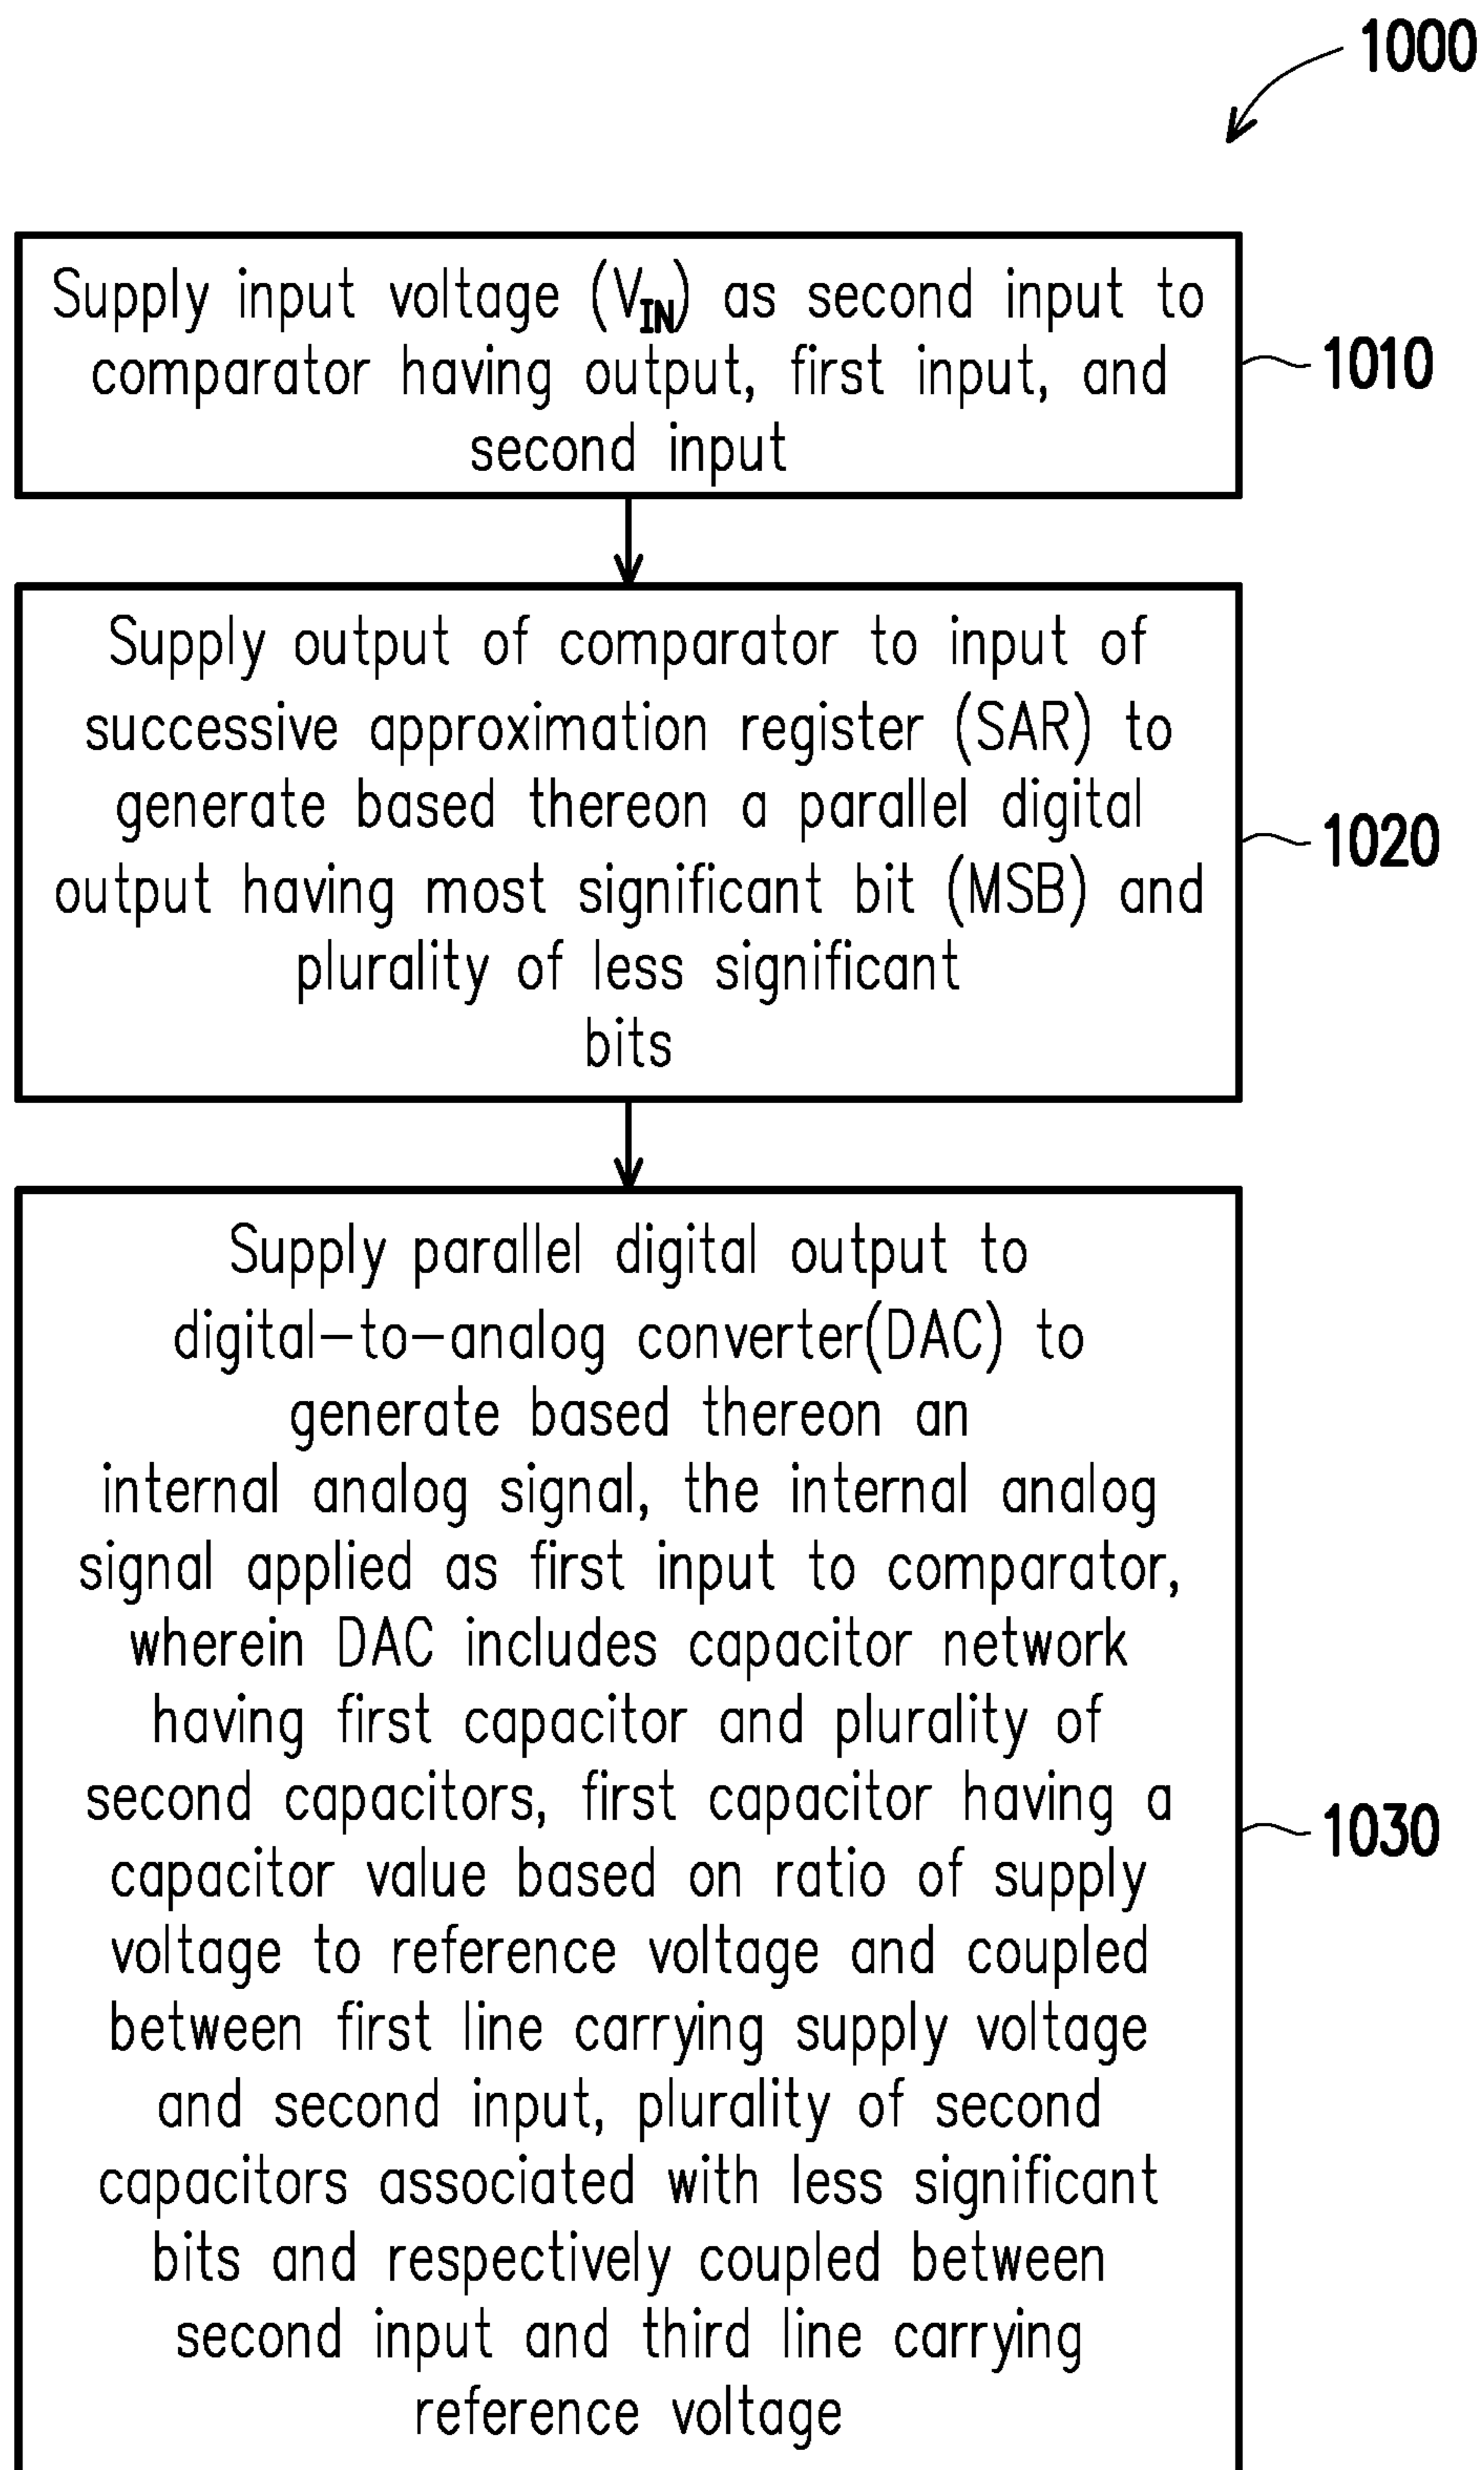 1000
Supply input voltage (VIN) as second input to
comparator having output, first input, and
second input
1010
Supply output of comparator to input of
successive approximation register (SAR) to
generate based thereon a parallel digital
output having most significant bit (MSB) and
plurality of less significant
bits
1020
Supply parallel digital output to
digital-to-analog converter(DAC) to
generate based thereon an
internal analog signal, the internal analog
signal applied as first input to comparator,
wherein DAC includes capacitor network
having first capacitor and plurality of
second capacitors, first capacitor having a
capacitor value based on ratio of supply
voltage to reference voltage and coupled
between first line carrying supply voltage
and second input, plurality of second
capacitors associated with less significant
bits and respectively coupled between
second input and third line carrying
reference voltage
1030